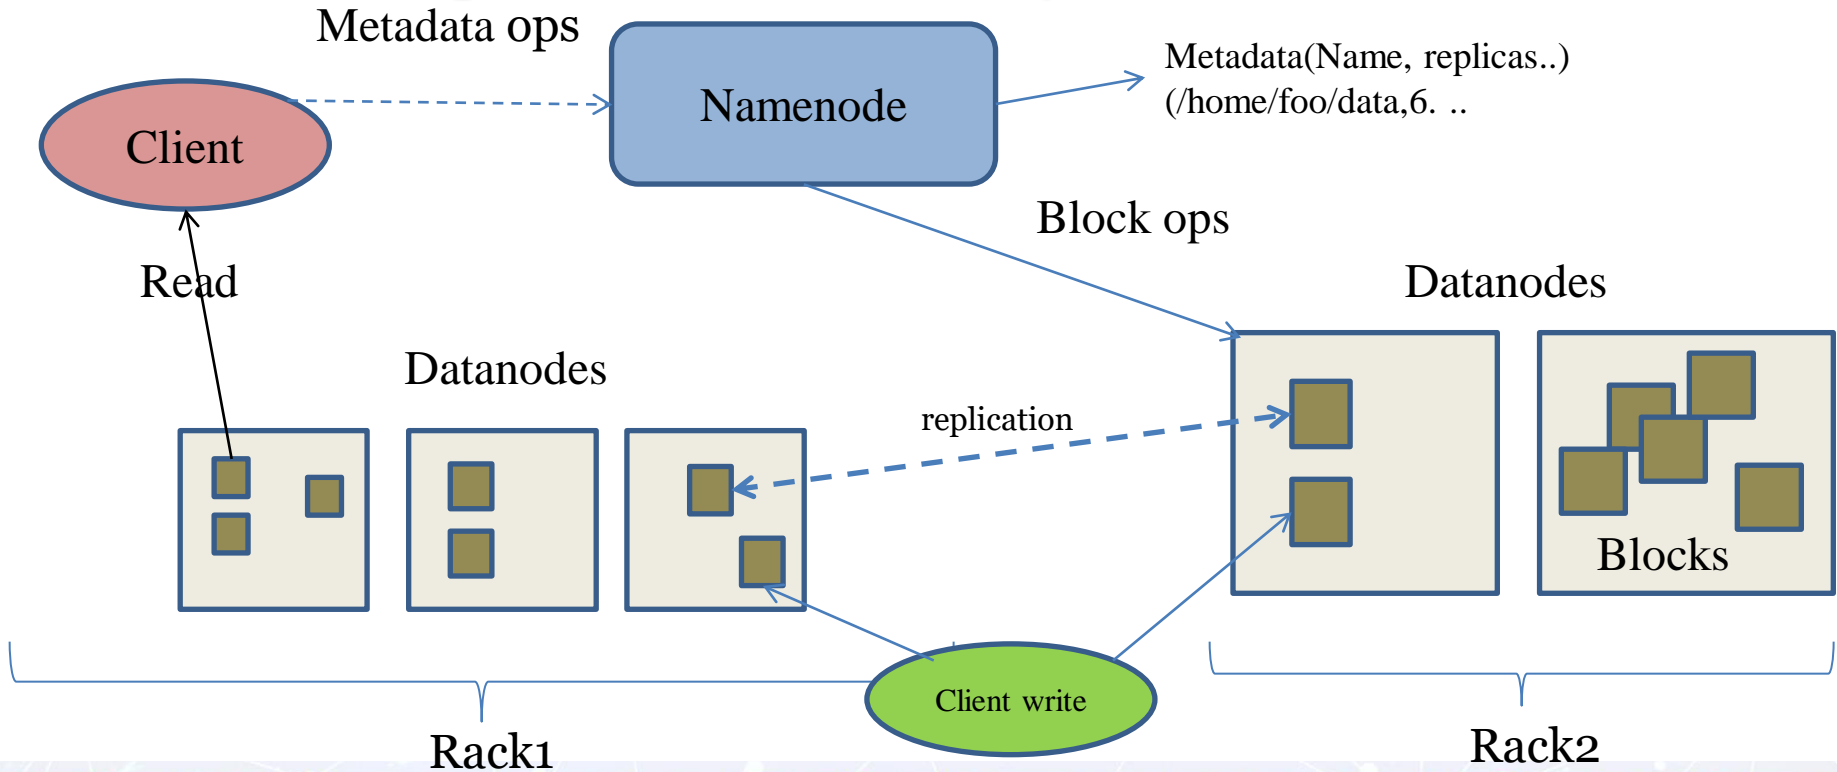 Metadata ops
Metadata(Name, replicas..)
(/home/foo/data,6. ..
Namenode
Client
Block ops
Read
Datanodes
Datanodes
replication
Blocks
Client write
Rack1
Rack2